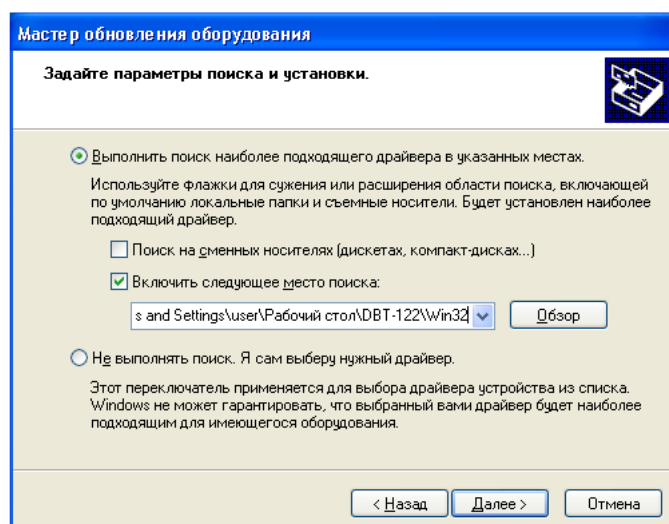 Мастер обновления оборудования
Задайте параметры поиска и установки.
Выполнить поиск наиболее подходящего драйвера в указанных местах.
Используйте флажки для сужения или расширения области поиска, включающей
по умолчанию локальные папки и съемные носители. Будет установлен наиболее
подходящий драйвер.
Поиск на сменных носителях (дискетах, компакт-дисках...)
Включить следующее место поиска:
s and Settings\user\Рабочий стол\DBT-122\Win32
Обзор
Не выполнять поиск. Я сам выберу нужный драйвер.
Этот переключатель применяется для выбора драйвера устройства из списка.
Windows не может гарантировать, что выбранный вами драйвер будет наиболее
подходящим для имеющегося оборудования.
< Назад Далее > Отмена